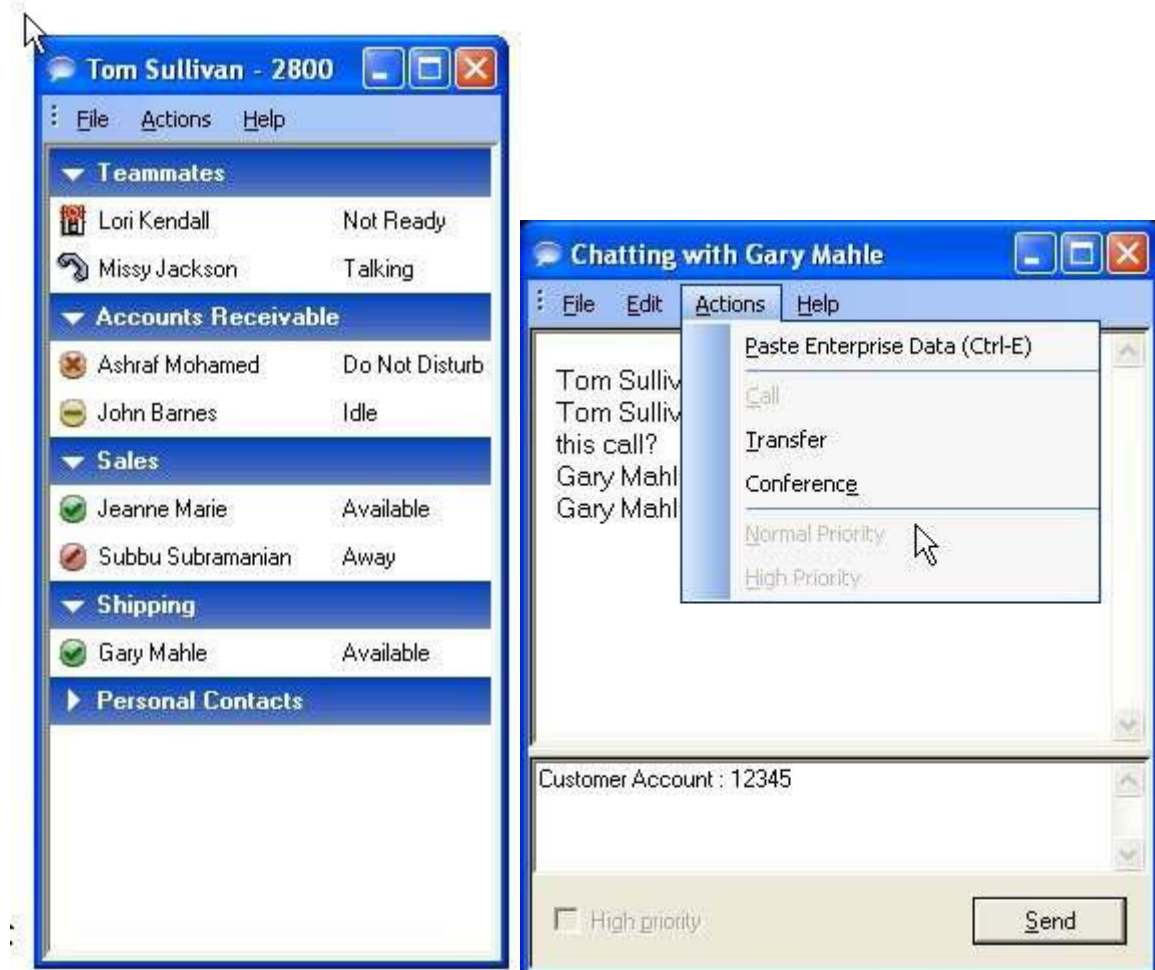 Tom Sullivan - 2800
File Actions Help
Teammates
Lori Kendall Not Ready
Missy Jackson Talking
Accounts Receivable
Ashraf Mohamed Do Not Disturb
John Barnes Idle
Sales
Jeanne Marie Available
Subbu Subramanian Away
Shipping
Gary Mahle Available
Personal Contacts
Chatting with Gary Mahle
File Edit Actions Help
Paste Enterprise Data (Ctrl-E)
Call
Transfer
Conference
Normal Priority
High Priority
Tom Sulliv
Tom Sulliv
this call?
Gary Mahl
Gary Mahl
Customer Account : 12345
High priority
Send